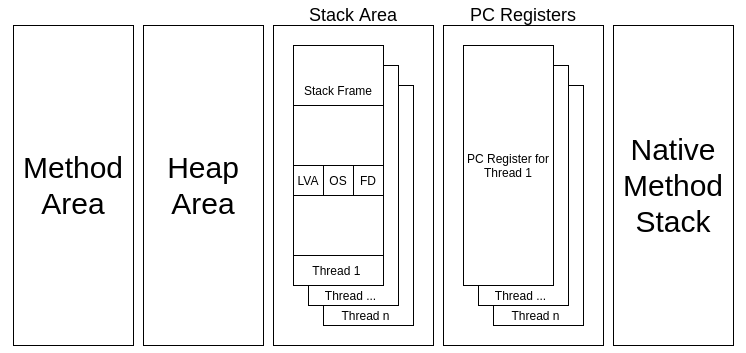 Stack Area
PC Registers
Method
Area
Heap
Area
Stack Frame
LVA
OS
FD
Thread 1
Thread ...
Thread n
PC Register for
Thread 1
Thread ...
Thread n
Native
Method
Stack